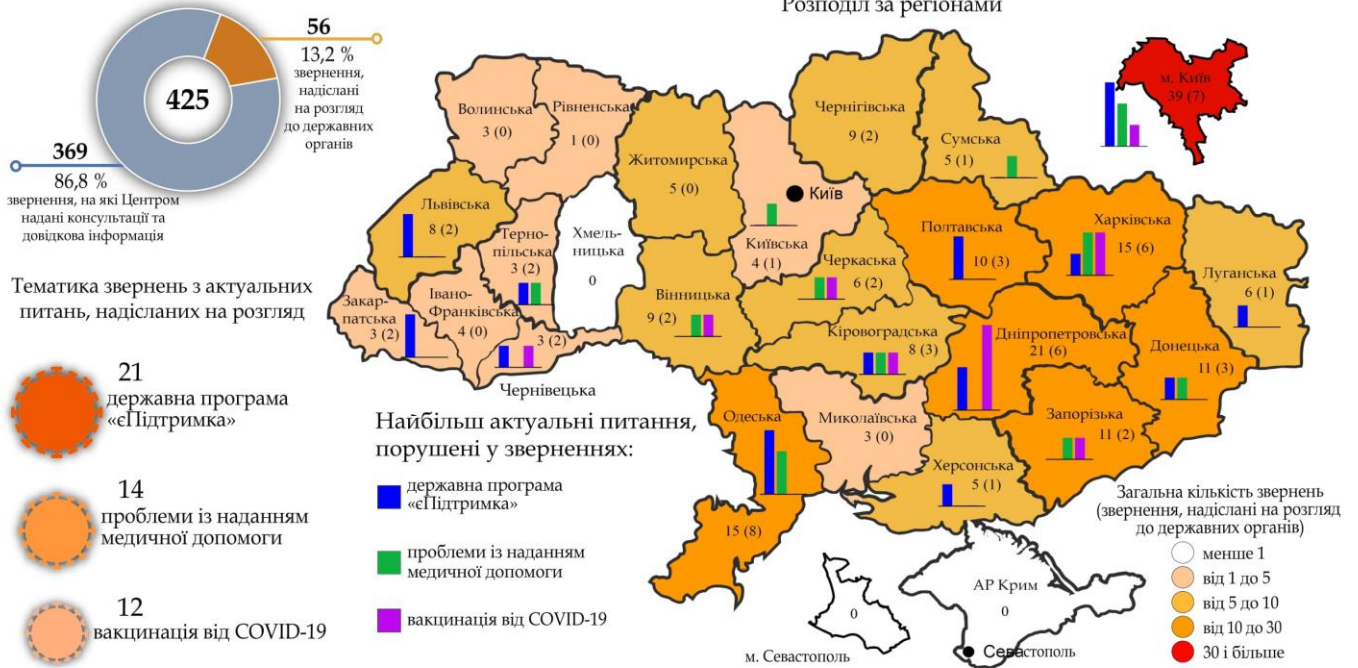 Розподіл за регіонами
425
56
13,2 %
звернення,
надіслані
на розгляд
до державних
органів
369
86,8 %
звернення, на які Центром
надані консультації та
довідкова інформація
Тематика звернень з актуальних
питань, надісланих на розгляд
21
державна програма
«єПідтримка»
14
проблеми із наданням
медичної допомоги
12
вакцинація від COVID-19
Волинська
3 (0)
Рівненська
1 (0)
Житомирська
5 (0)
Чернігівська
9 (2)
Сумська
5 (1)
м. Київ
39 (7)
Київ
Київська
4 (1)
Львівська
8 (2)
Терно-
пільська
3 (2)
Хмель-
ницька
0
Закар-
патська
3 (2)
Івано-
Франківська
4 (0)
3 (2)
Чернівецька
Вінницька
9 (2)
Черкаська
6 (2)
Полтавська
10 (3)
Харківська
15 (6)
Луганська
6 (1)
Кіровоградська
8 (3)
Дніпропетровська
21 (6)
Донецька
11 (3)
Одеська
15 (8)
Миколаївська
3 (0)
Запорізька
11 (2)
Херсонська
5 (1)
АР Крим
0
Севастополь
0
м. Севастополь
Найбільш актуальні питання,
порушені у зверненнях:
державна програма
«єПідтримка»
проблеми із наданням
медичної допомоги
вакцинація від COVID-19
Загальна кількість звернень
(звернення, надіслані на розгляд
до державних органів)
менше 1
від 1 до 5
від 5 до 10
від 10 до 30
30 і більше